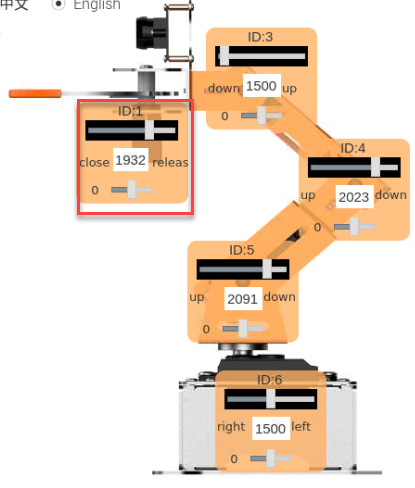 中文 English
ID:3
down 1500 up
0
ID:1
close 1932 releas
0
ID:4
up 2023 down
0
ID:5
up 2091 down
0
ID:6
right 1500 left
0